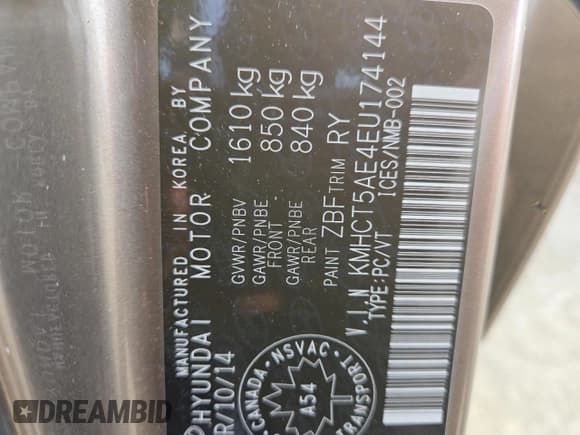 MANUFACTURED IN KOREA, BY
HYUNDAI MOTOR COMPANY
R/10/14
GVWR/PNBV 1610 kg
GAWR/PNBE FRONT 850 kg
GAWR/PNBE REAR 840 kg
PAINT ZBF TRIM RY
V.I.N KMHCT5AE4EU174144
TYPE:PC/VT ICES/NMB-002
CANADA · NSVAC
A54
TRANSPORT
DREAMBID